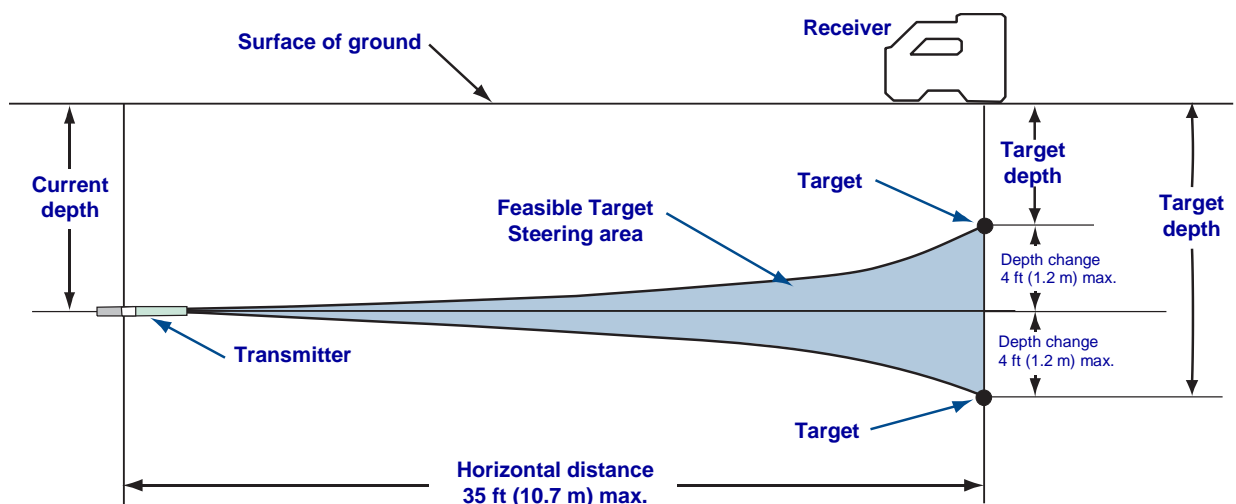 Receiver
Surface of ground
Current
depth
Target
depth
Target
Target
depth
Feasible Target
Steering area
Depth change
4 ft (1.2 m) max.
Transmitter
Depth change
4 ft (1.2 m) max.
Target
Horizontal distance
35 ft (10.7 m) max.